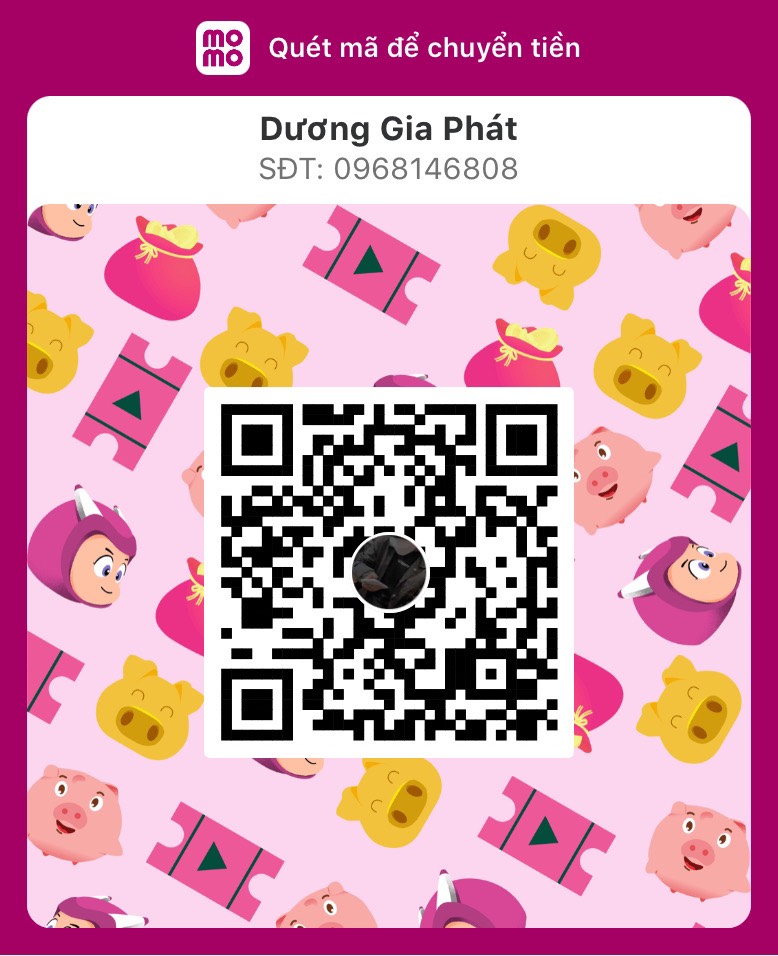 mo
mo
Quét mã để chuyển tiền
Dương Gia Phát
SĐT: 0968146808